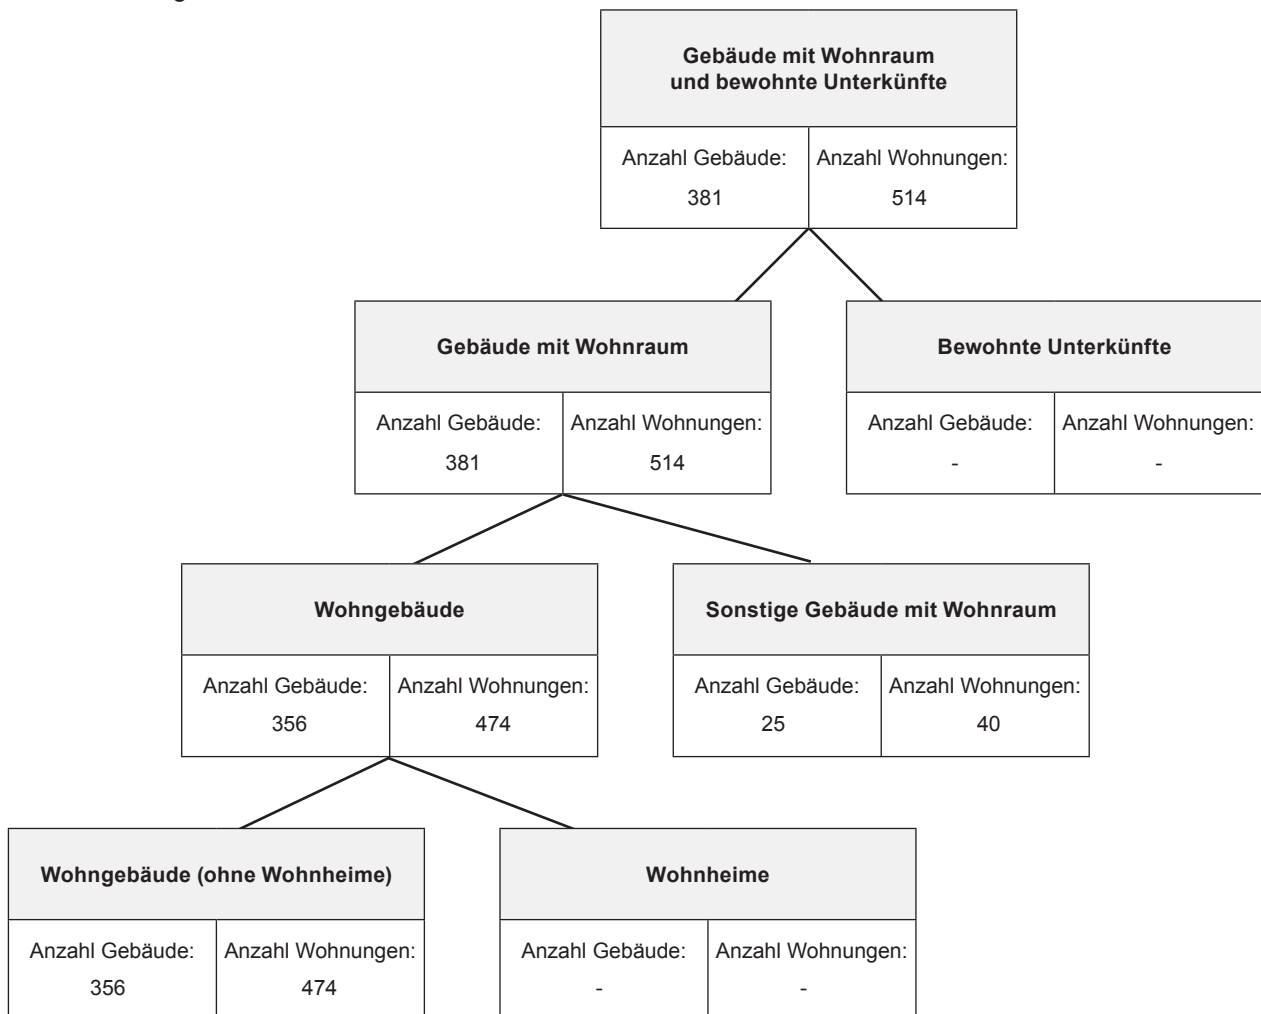 Gebäude mit Wohnraum
und bewohnte Unterkünfte
Anzahl Gebäude: Anzahl Wohnungen:
381 514
Gebäude mit Wohnraum Bewohnte Unterkünfte
Anzahl Gebäude: Anzahl Wohnungen: Anzahl Gebäude: Anzahl Wohnungen:
381 514 - -
Wohngebäude Sonstige Gebäude mit Wohnraum
Anzahl Gebäude: Anzahl Wohnungen: Anzahl Gebäude: Anzahl Wohnungen:
356 474 25 40
Wohngebäude (ohne Wohnheime) Wohnheime
Anzahl Gebäude: Anzahl Wohnungen: Anzahl Gebäude: Anzahl Wohnungen:
356 474 - -